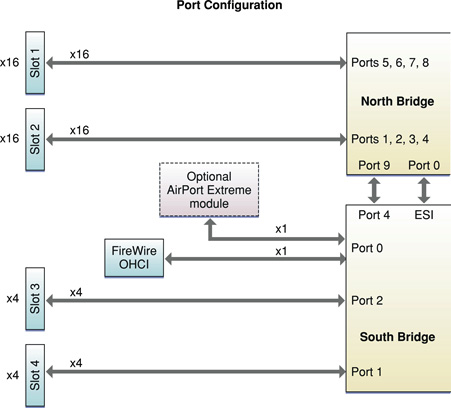 Port Configuration
x16
Slot 1
x16
Ports 5, 6, 7, 8
North Bridge
x16
Slot 2
x16
Ports 1, 2, 3, 4
Port 9
Port 0
Optional
AirPort Extreme
module
Port 4
ESI
x1
Port 0
FireWire
OHCI
x1
x4
Slot 3
x4
Port 2
South Bridge
x4
Slot 4
x4
Port 1